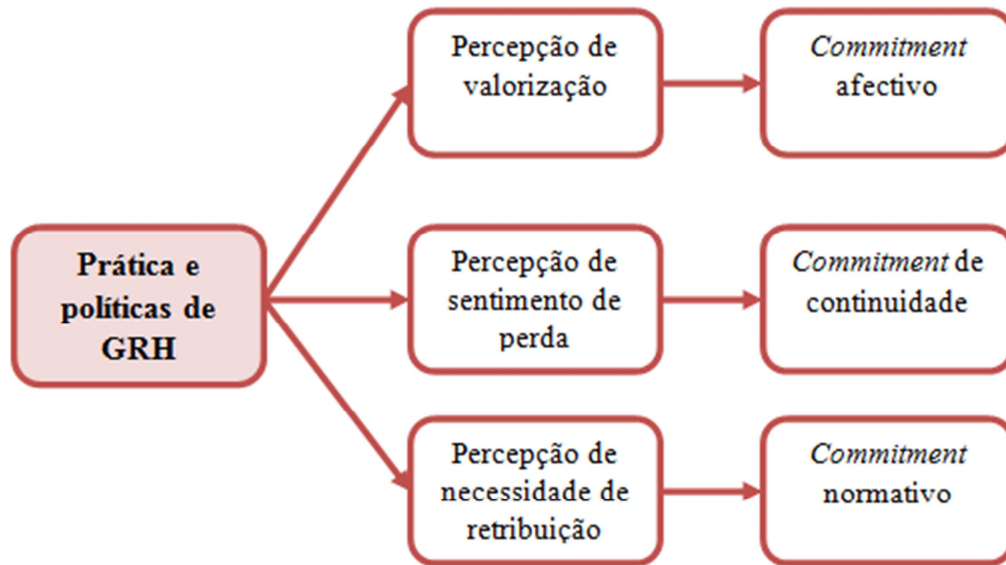 Percepção de
valorização
Commitment
afectivo
Prática e
políticas de
GRH
Percepção de
sentimento de
perda
Commitment de
continuidade
Percepção de
necessidade de
retribuição
Commitment
normativo